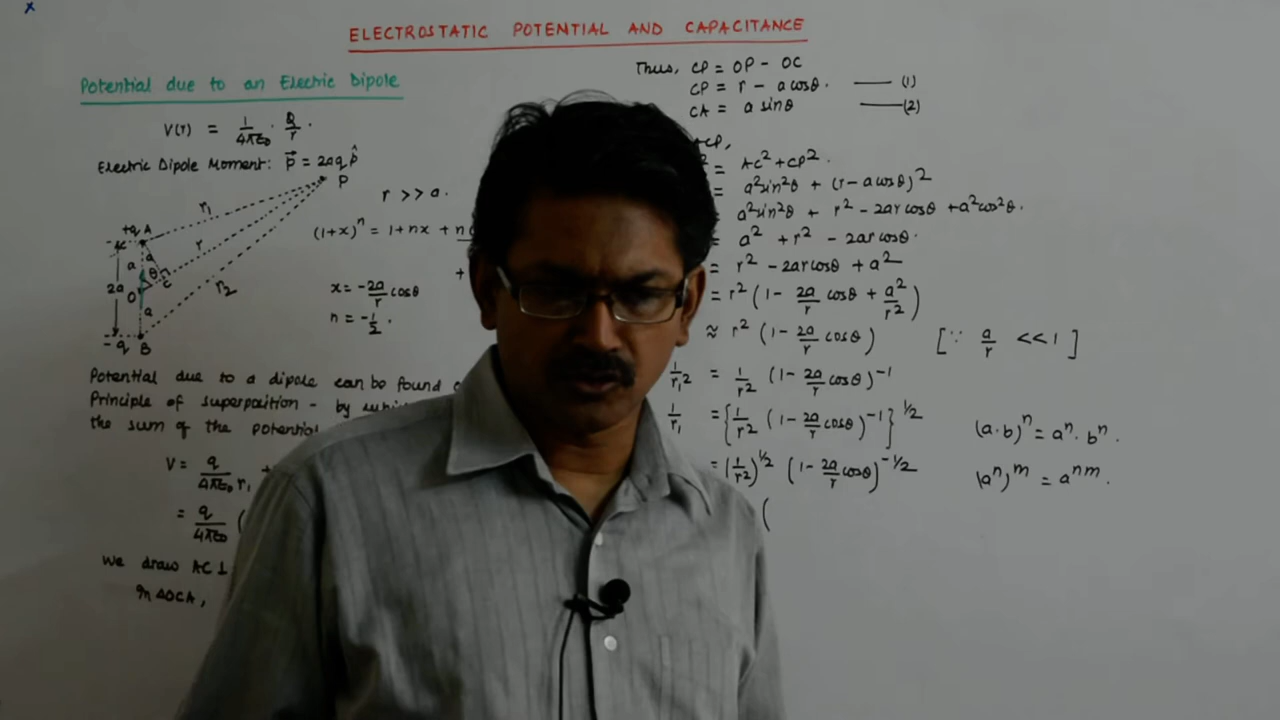 x
ELECTROSTATIC POTENTIAL AND CAPACITANCE
Potential due to an Electric Dipole
V(r) = 1/4πε₀ · Q/r ·
Electric Dipole Moment: p⃗ = 2aq p̂
P
r >> a.
r₁
(1+x)ⁿ = 1+nx + n
+q A
r
a
a
θ
+
2a
O
C
r₂
x = -2a/r cosθ
a
n = -1/2 .
-q B
Potential due to a dipole can be found
Principle of superposition - by
the sum of the potential
V = q/4πε₀r₁ +
= q/4πε₀ (
We draw AC⊥
In ΔOCA,
Thus, CP = OP - OC
CP = r - a cosθ. —— (1)
CA = a sinθ ——(2)
CP,
² = AC² + CP².
= a²sin²θ + (r - a cosθ)²
a²sin²θ + r² - 2ar cosθ + a²cos²θ.
= a² + r² - 2ar cosθ.
= r² - 2ar cosθ + a²
= r² (1 - 2a/r cosθ + a²/r²)
≈ r² (1 - 2a/r cosθ) [∵ a/r << 1 ]
1/r₁² = 1/r² (1 - 2a/r cosθ)⁻¹
1/r₁ = {1/r² (1 - 2a/r cosθ)⁻¹}^1/2 (a·b)ⁿ = aⁿ · bⁿ .
= (1/r²)^1/2 (1 - 2a/r cosθ)^-1/2 (aⁿ)ᵐ = aⁿᵐ .
(